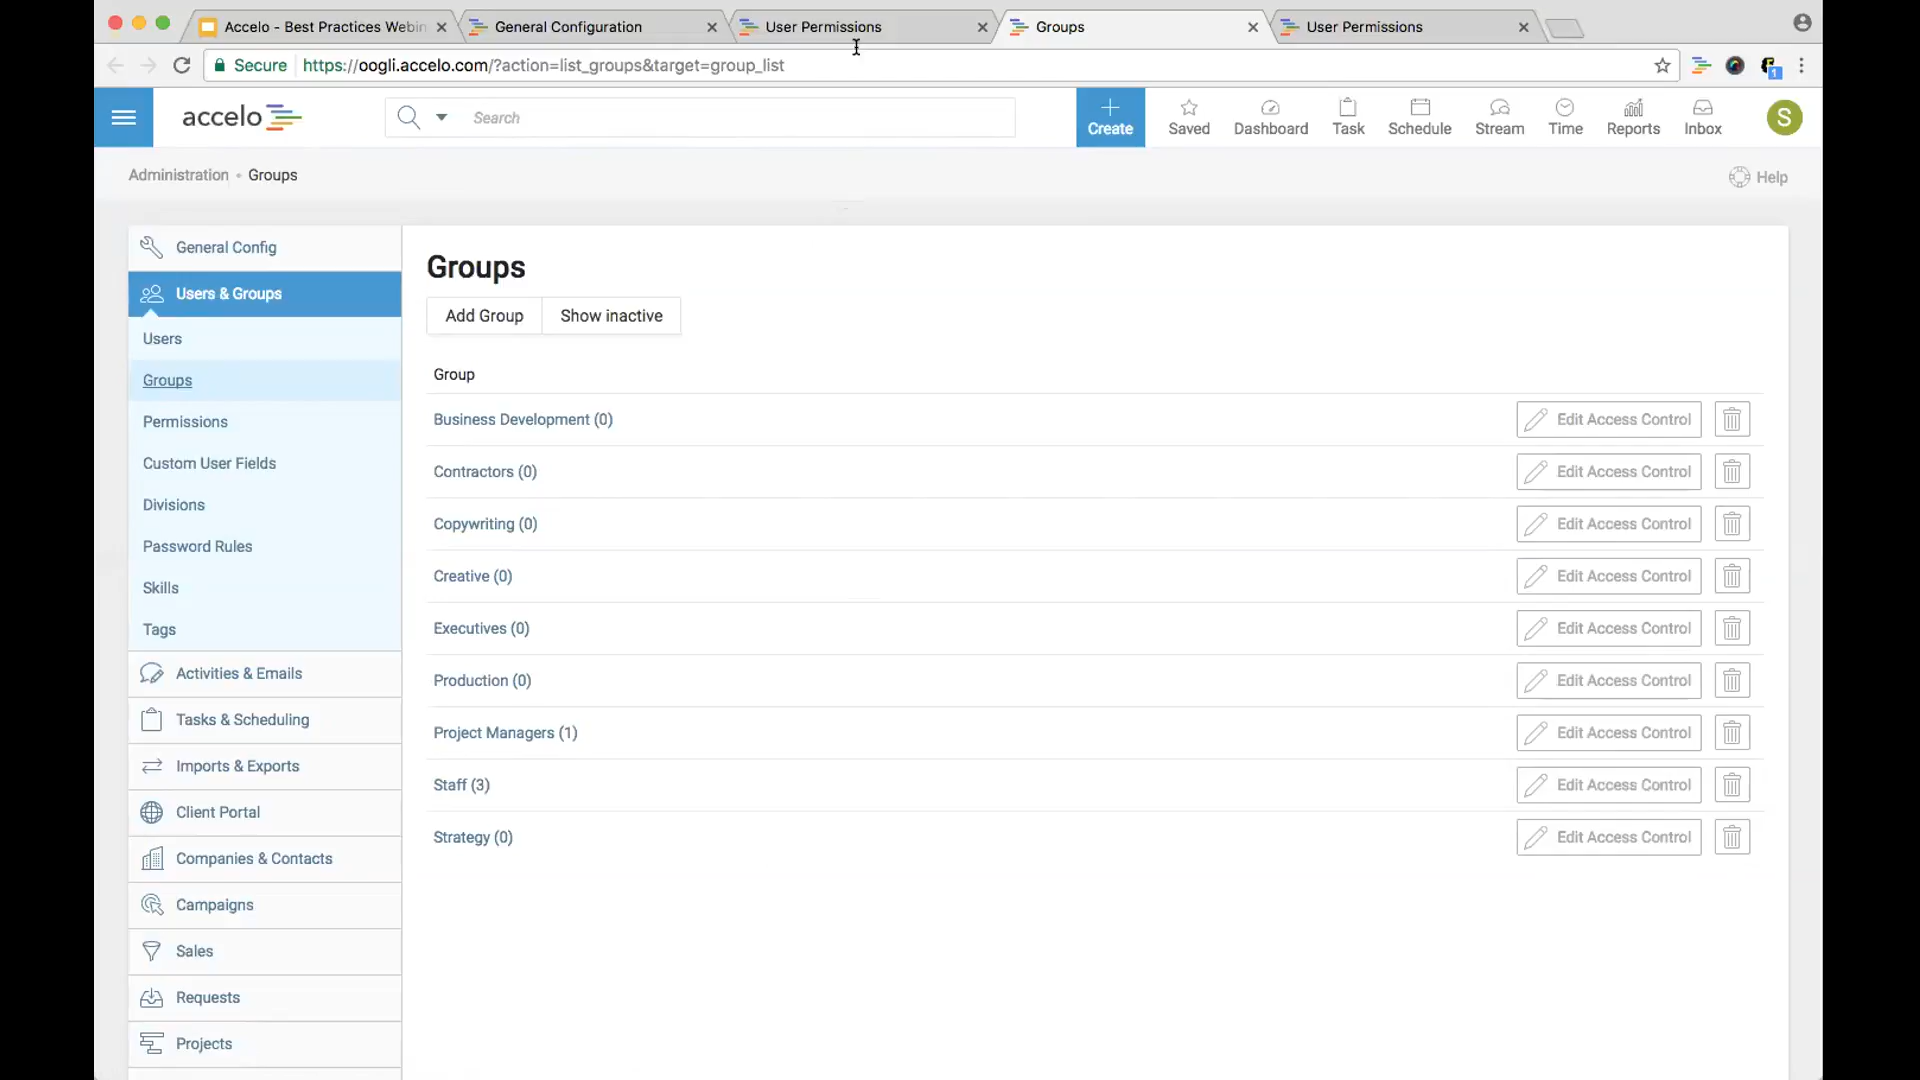 Accelo - Best Practices Webin
General Configuration
User Permissions
Groups
User Permissions
Secure
https://oogli.accelo.com/?action=list_groups&target=group_list
1
accelo
Search
Create
Saved
Dashboard
Task
Schedule
Stream
Time
Reports
Inbox
S
Administration • Groups
Help
General Config
Users & Groups
Users
Groups
Permissions
Custom User Fields
Divisions
Password Rules
Skills
Tags
Activities & Emails
Tasks & Scheduling
Imports & Exports
Client Portal
Companies & Contacts
Campaigns
Sales
Requests
Projects
Groups
Add Group
Show inactive
Group
Business Development (0)
Edit Access Control
Contractors (0)
Edit Access Control
Copywriting (0)
Edit Access Control
Creative (0)
Edit Access Control
Executives (0)
Edit Access Control
Production (0)
Edit Access Control
Project Managers (1)
Edit Access Control
Staff (3)
Edit Access Control
Strategy (0)
Edit Access Control